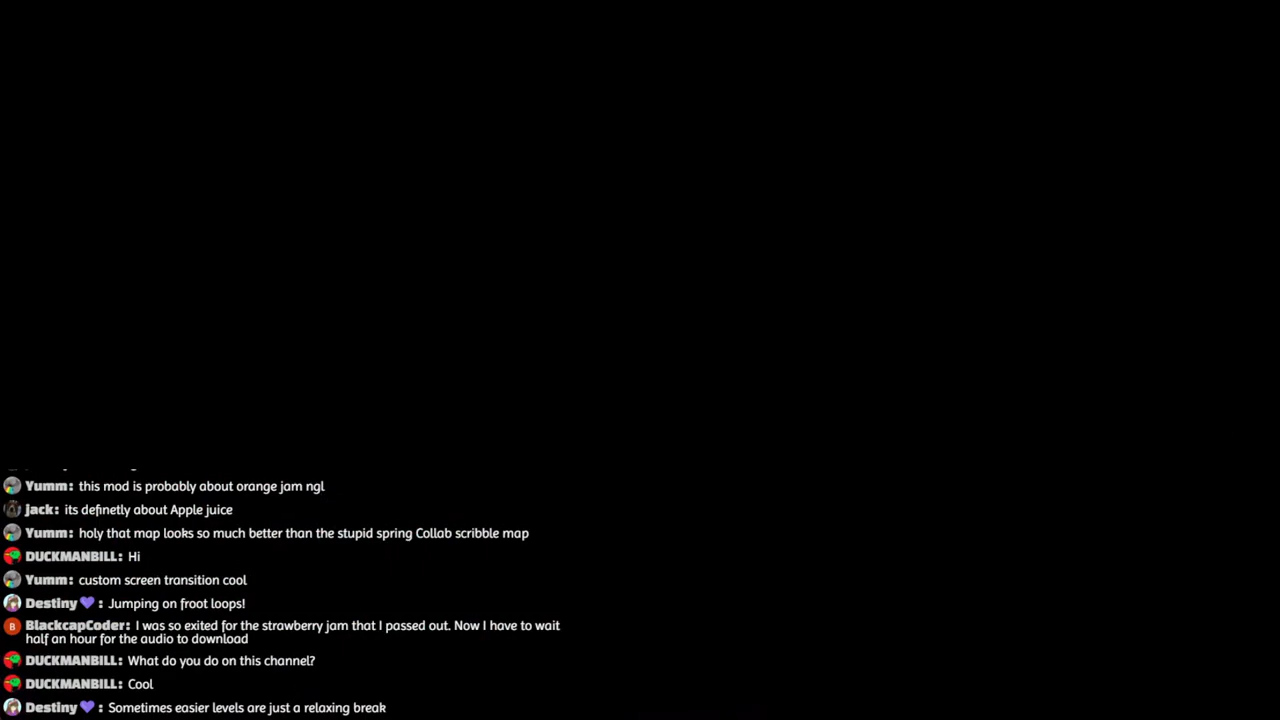 Yumm: this mod is probably about orange jam ngl
jack: its definetly about Apple juice
Yumm: holy that map looks so much better than the stupid spring Collab scribble map
DUCKMANBILL: Hi
Yumm: custom screen transition cool
Destiny💜: Jumping on froot loops!
B BlackcapCoder: I was so exited for the strawberry jam that I passed out. Now I have to wait
half an hour for the audio to download
DUCKMANBILL: What do you do on this channel?
DUCKMANBILL: Cool
Destiny💜: Sometimes easier levels are just a relaxing break